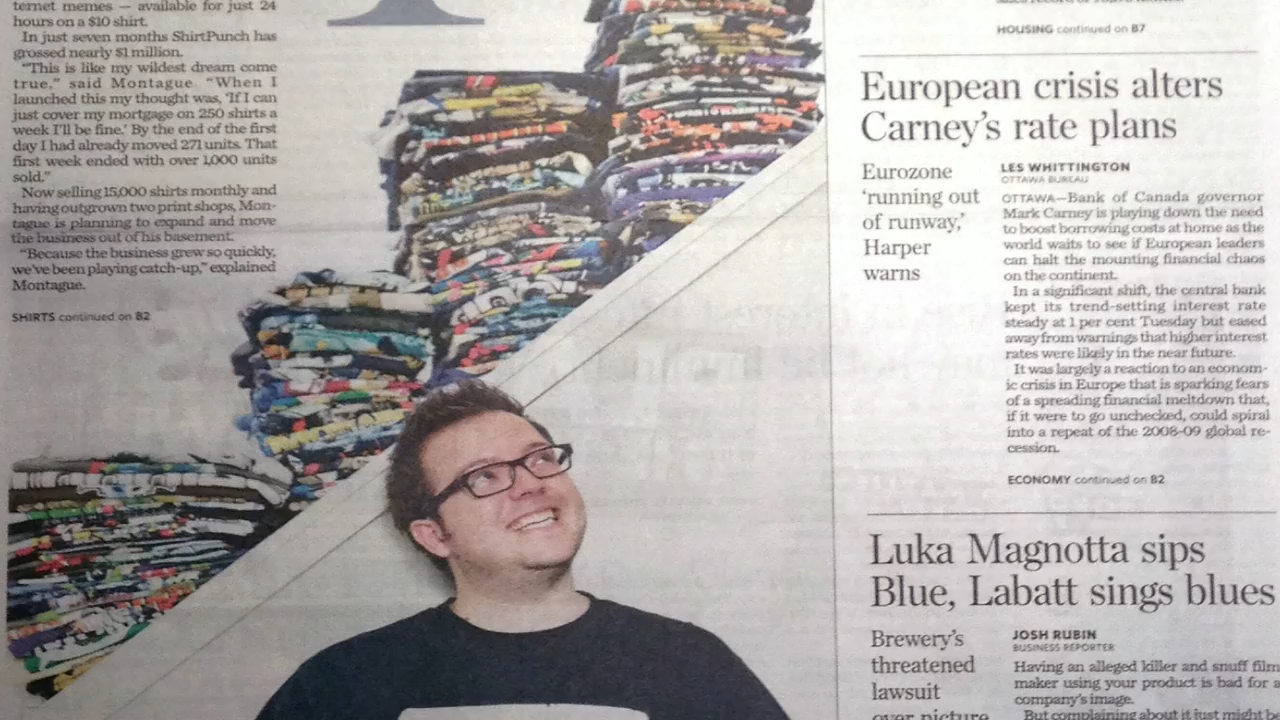 ternet memes — available for just 24
hours on a $10 shirt.
In just seven months ShirtPunch has
grossed nearly $1 million.
"This is like my wildest dream come
true," said Montague. "When I
launched this my thought was, 'If I can
just cover my mortgage on 250 shirts a
week I'll be fine.' By the end of the first
day I had already moved 271 units. That
first week ended with over 1,000 units
sold."
Now selling 15,000 shirts monthly and
having outgrown two print shops, Mon-
tague is planning to expand and move
the business out of his basement.
"Because the business grew so quickly,
we've been playing catch-up," explained
Montague.
SHIRTS continued on B2
HOUSING continued on B7
European crisis alters
Carney's rate plans
Eurozone
'running out
of runway,'
Harper
warns
LES WHITTINGTON
OTTAWA BUREAU
OTTAWA—Bank of Canada governor
Mark Carney is playing down the need
to boost borrowing costs at home as the
world waits to see if European leaders
can halt the mounting financial chaos
on the continent.
In a significant shift, the central bank
kept its trend-setting interest rate
steady at 1 per cent Tuesday but eased
away from warnings that higher interest
rates were likely in the near future.
It was largely a reaction to an econom-
ic crisis in Europe that is sparking fears
of a spreading financial meltdown that,
if it were to go unchecked, could spiral
into a repeat of the 2008-09 global re-
cession.
ECONOMY continued on B2
Luka Magnotta sips
Blue, Labatt sings blues
Brewery's
threatened
lawsuit
over picture
JOSH RUBIN
BUSINESS REPORTER
Having an alleged killer and snuff film
maker using your product is bad for a
company's image.
But complaining about it just might be